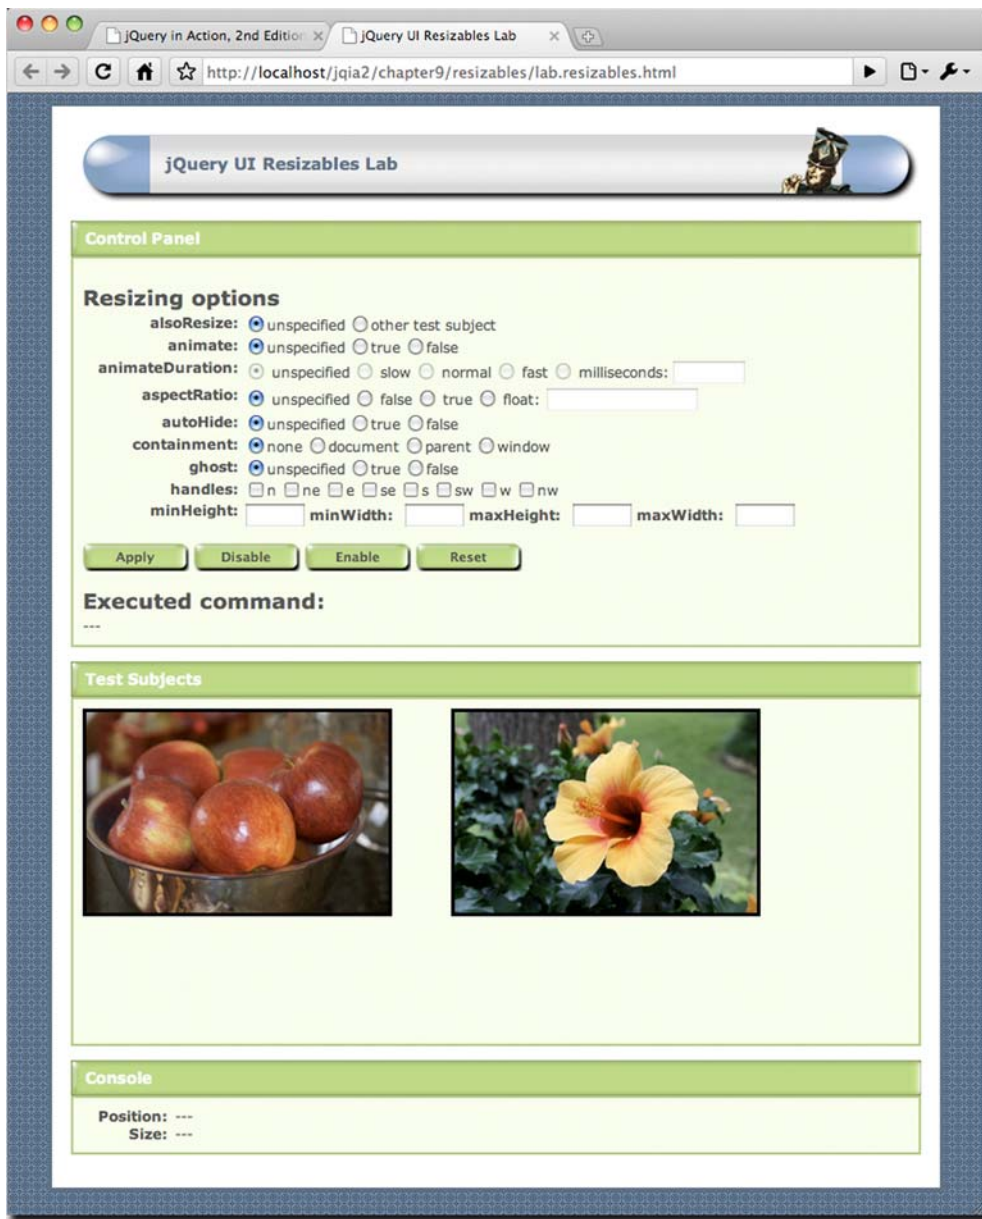 jQuery in Action, 2nd Edition
jQuery UI Resizables Lab
http://localhost/jqia2/chapter9/resizables/lab.resizables.html
jQuery UI Resizables Lab
Control Panel
Resizing options
alsoResize: unspecified other test subject
animate: unspecified true false
animateDuration: unspecified slow normal fast milliseconds:
aspectRatio: unspecified false true float:
autoHide: unspecified true false
containment: none document parent window
ghost: unspecified true false
handles: n ne e se s sw w nw
minHeight: minWidth: maxHeight: maxWidth:
Apply Disable Enable Reset
Executed command:
---
Test Subjects
Console
Position: ---
Size: ---